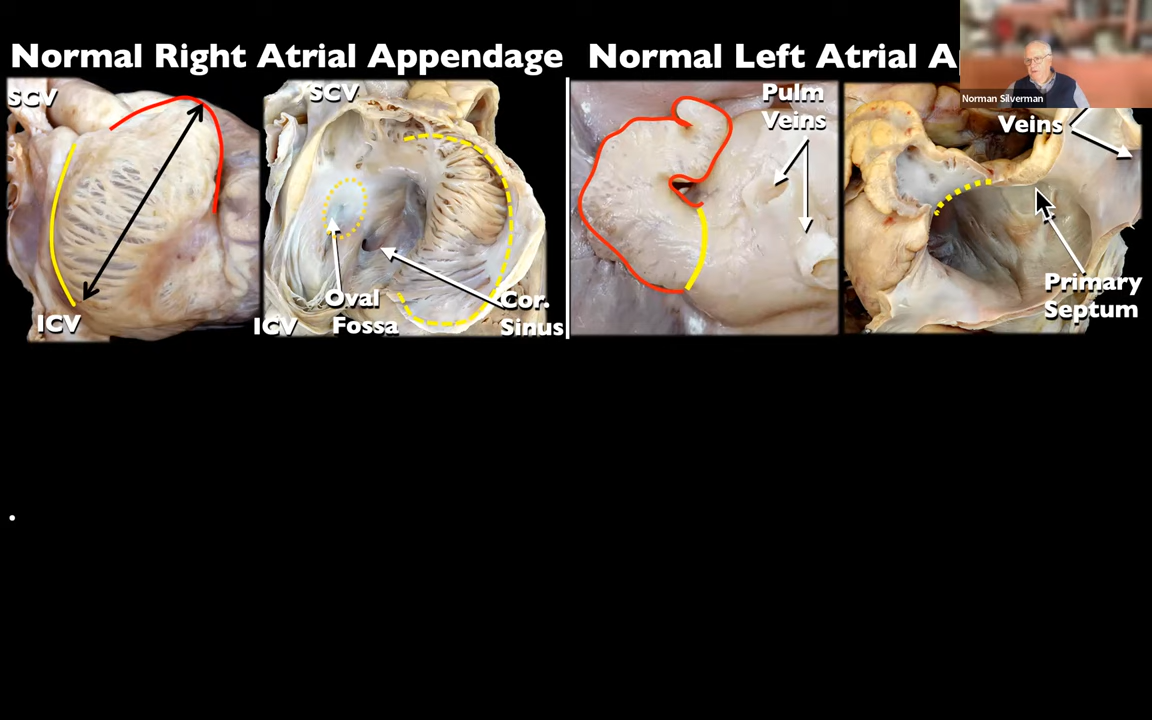 Normal Right Atrial Appendage
Normal Left Atrial A
Norman Silverman
SCV
SCV
Pulm
Veins
Veins
Oval
Fossa
Cor.
Sinus
ICV
ICV
Primary
Septum